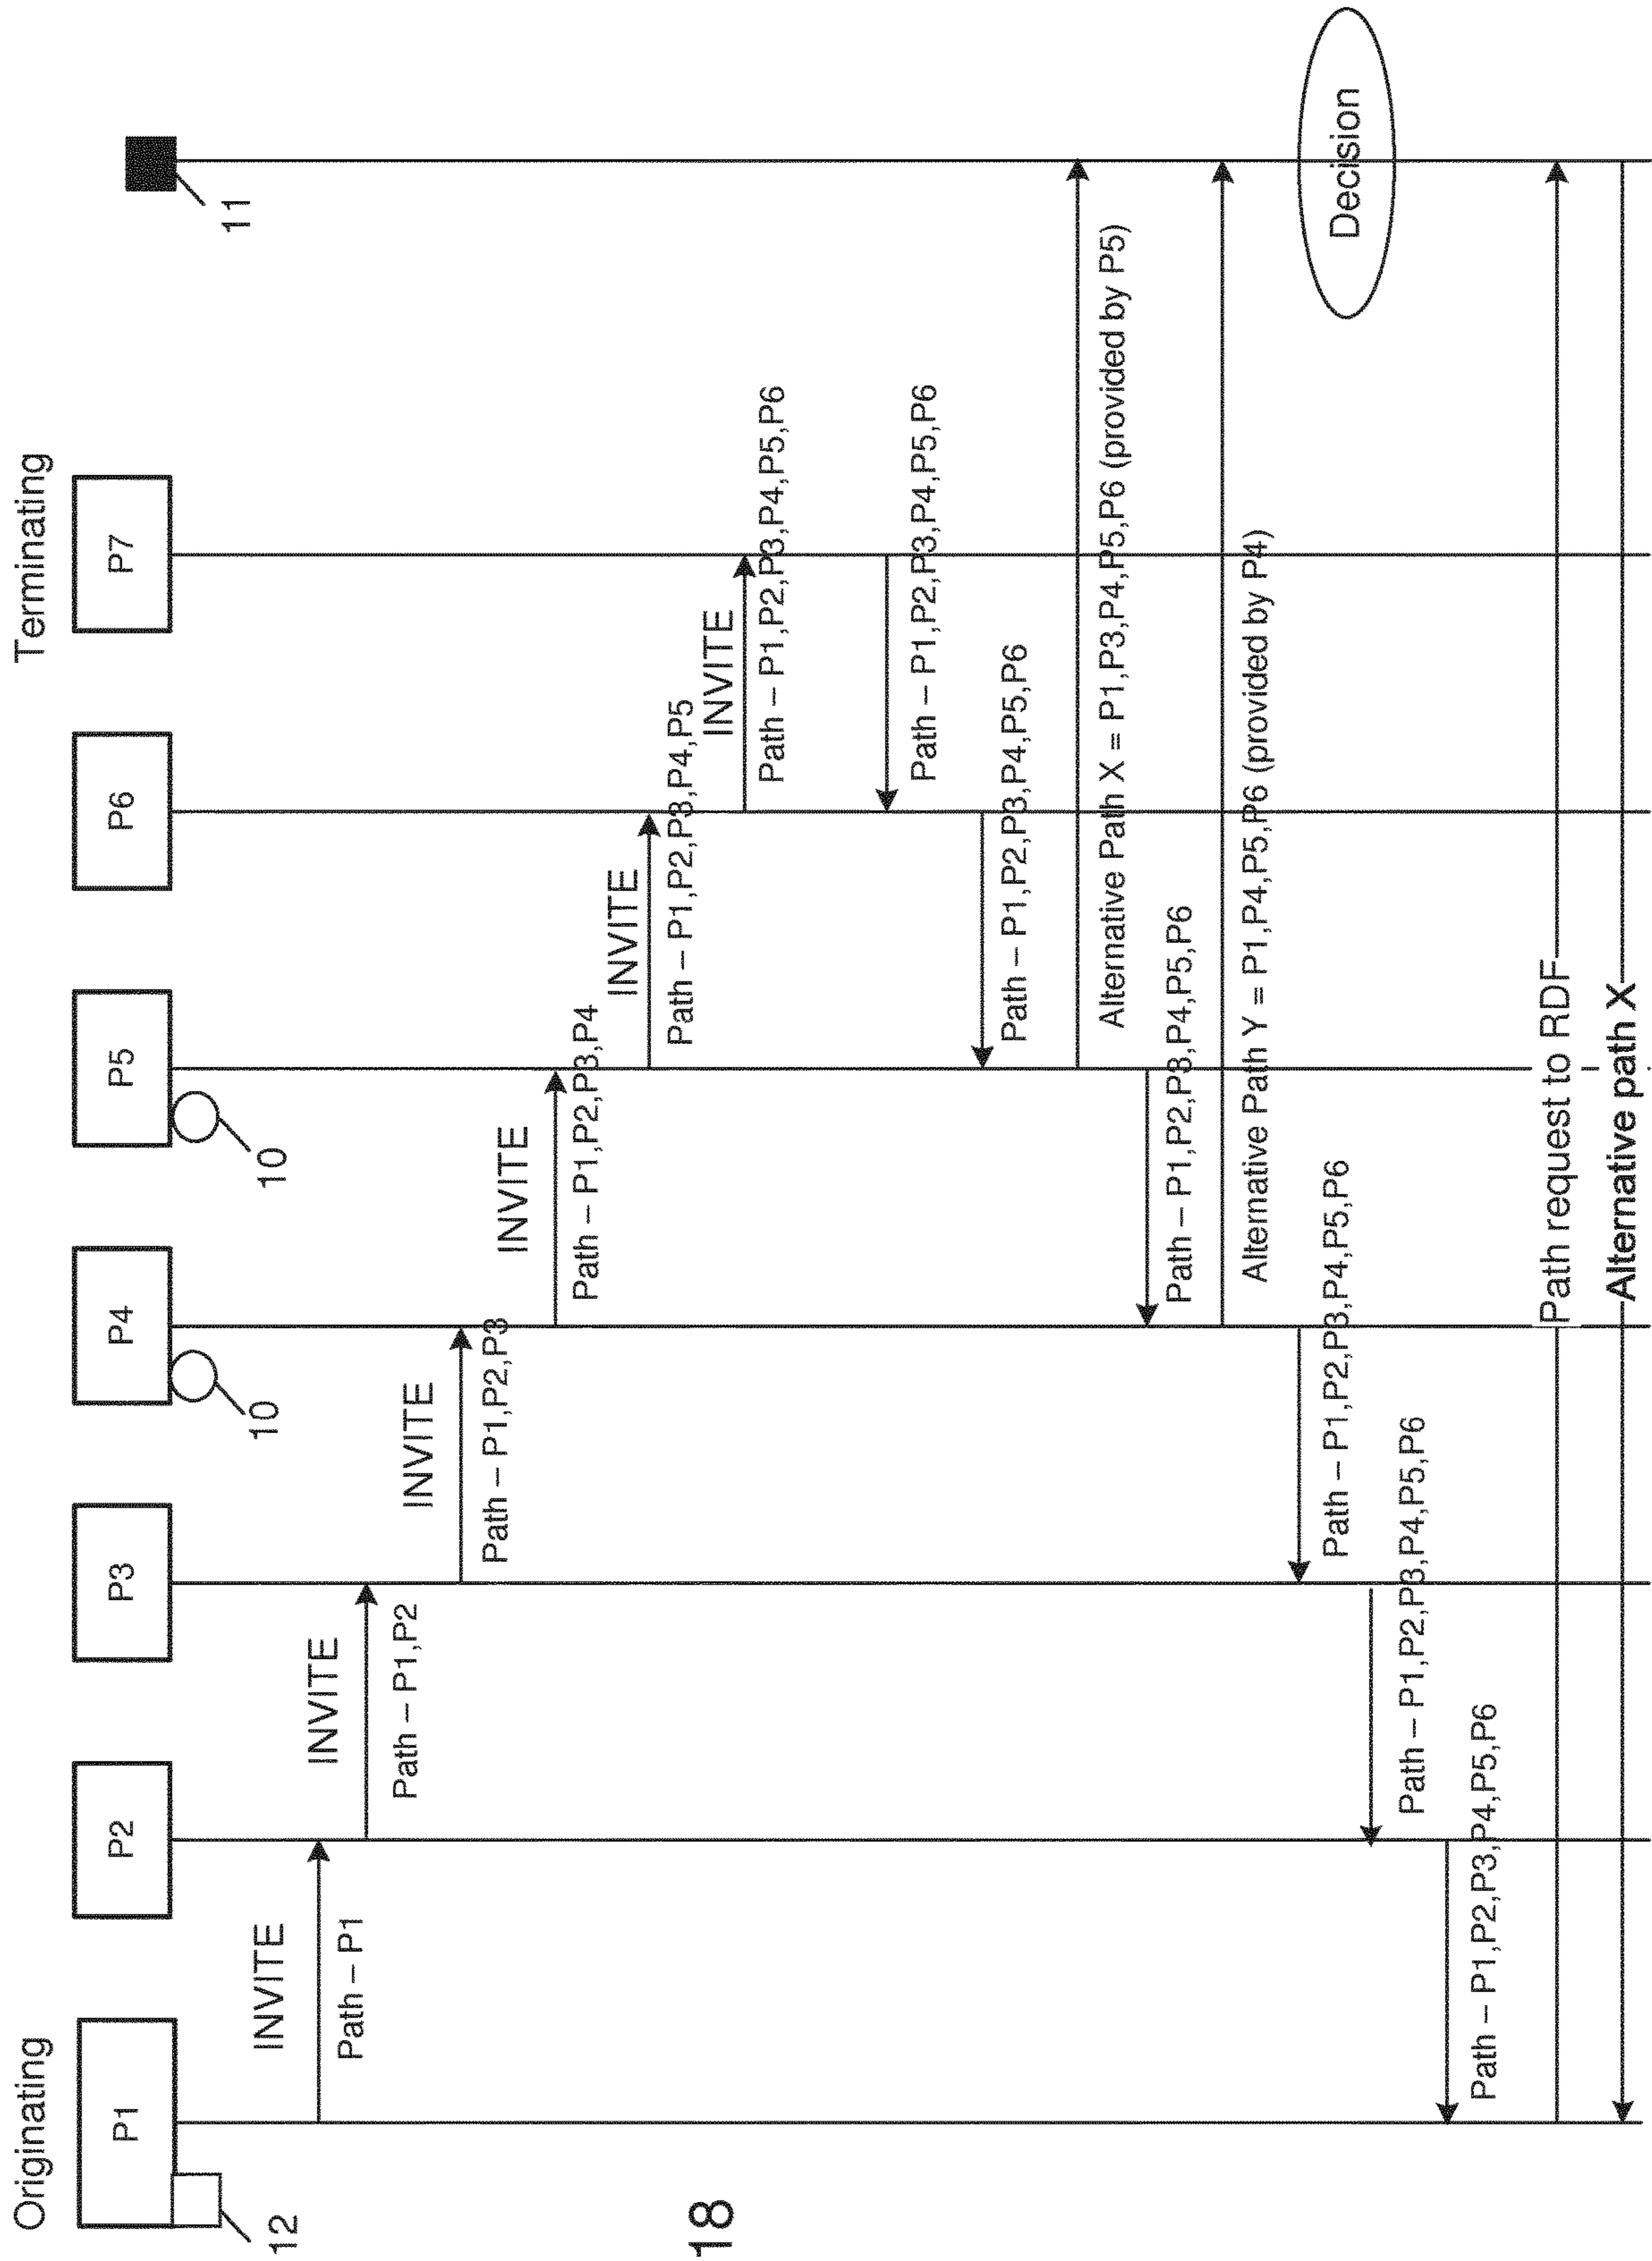 Originating
Terminating
P1
P2
P3
P4
P5
P6
P7
12
10
10
11
INVITE
Path – P1
INVITE
Path – P1,P2
INVITE
Path – P1,P2,P3
INVITE
Path – P1,P2,P3,P4
INVITE
Path – P1,P2,P3,P4,P5
INVITE
Path – P1,P2,P3,P4,P5,P6
Path – P1,P2,P3,P4,P5,P6
Path – P1,P2,P3,P4,P5,P6
Alternative Path X = P1,P3,P4,P5,P6 (provided by P5)
Path – P1,P2,P3,P4,P5,P6
Alternative Path Y = P1,P4,P5,P6 (provided by P4)
Path – P1,P2,P3,P4,P5,P6
Decision
Path – P1,P2,P3,P4,P5,P6
Path – P1,P2,P3,P4,P5,P6
Path request to RDF
Alternative path X
18